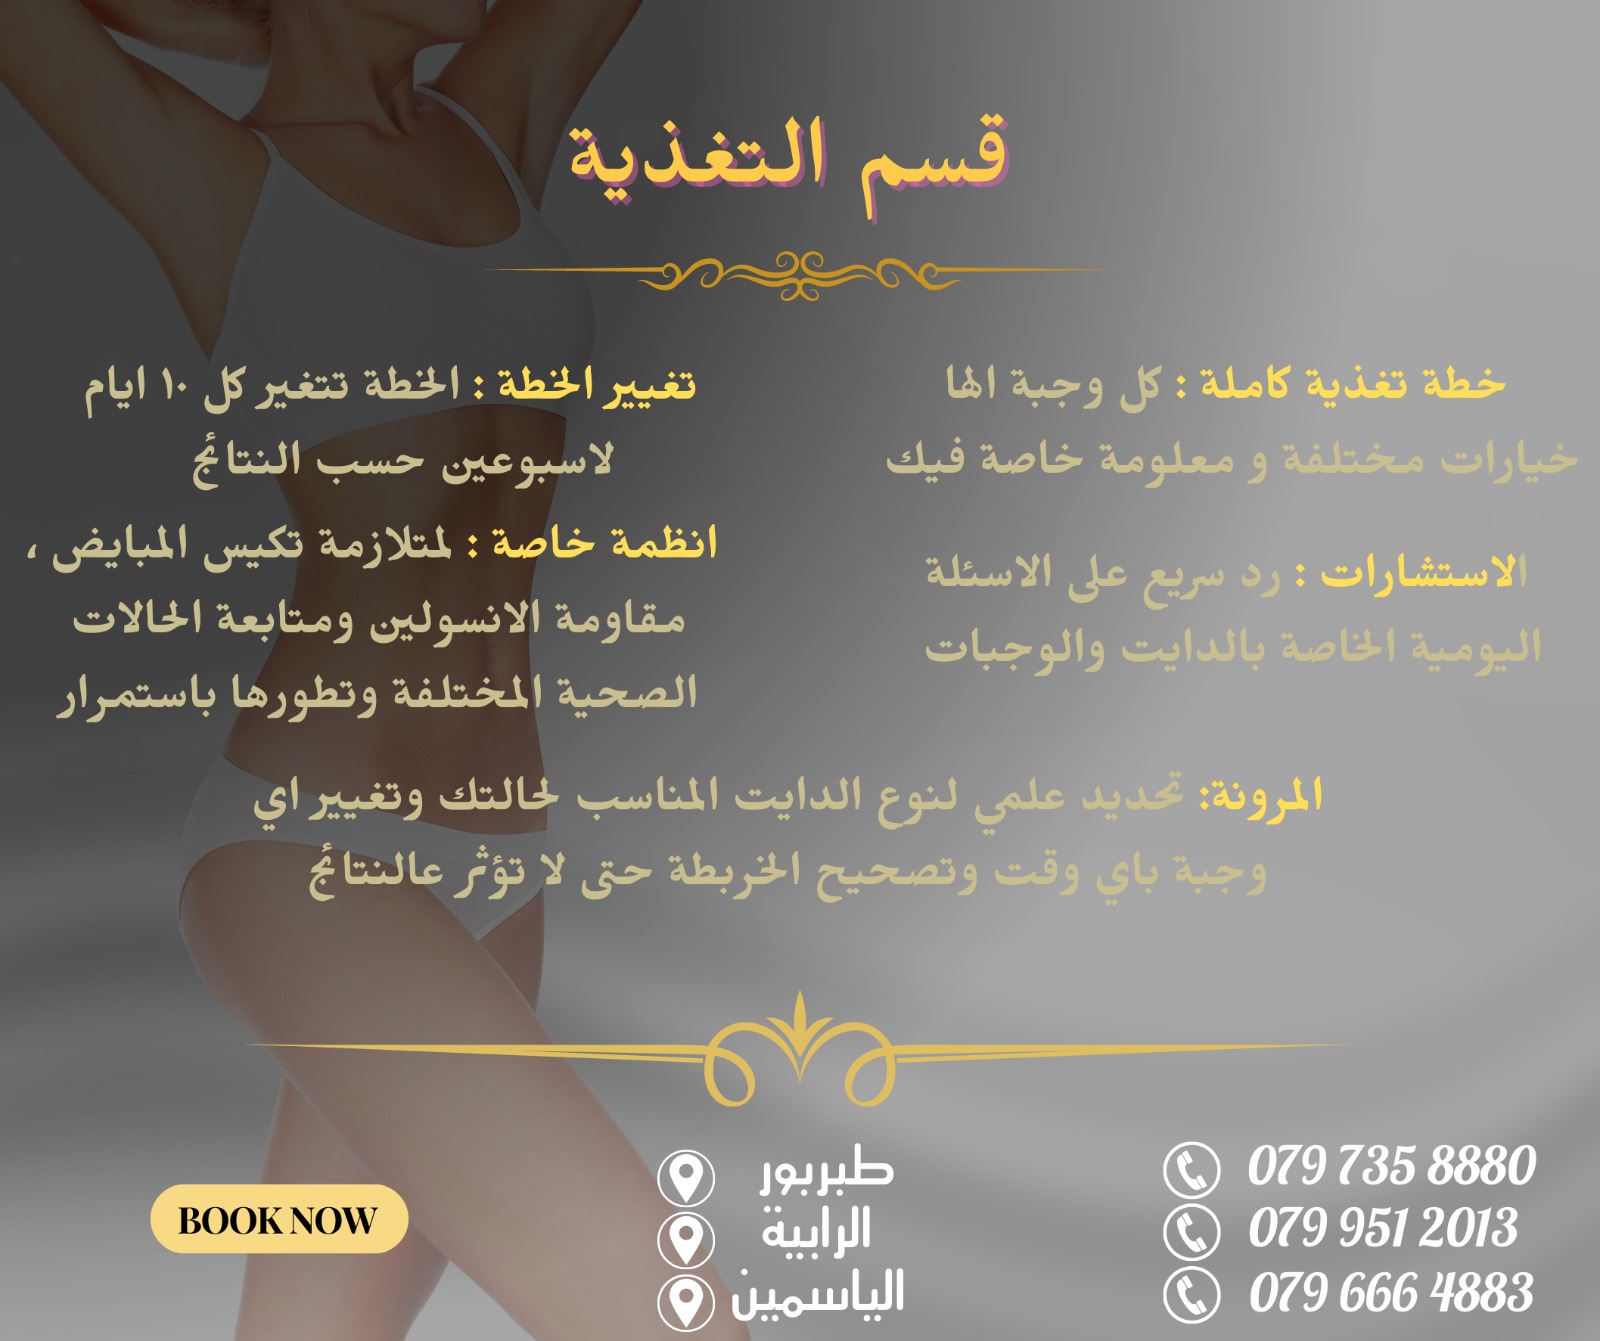 قسم التغذية
خطة تغذية كاملة : كل وجبة الها
خيارات مختلفة و معلومة خاصة فيك
الاستشارات : رد سريع على الاسئلة
اليومية الخاصة بالدايت والوجبات
تغيير الخطة : الخطة تتغير كل ١٠ ايام
لاسبوعين حسب النتائج
انظمة خاصة : لمتلازمة تكيس المبايض ،
مقاومة الانسولين ومتابعة الحالات
الصحية المختلفة وتطورها باستمرار
المرونة: تحديد علمي لنوع الدايت المناسب لحالتك وتغيير اي
وجبة باي وقت وتصحيح الخربطة حتى لا تؤثر عالنتائج
079 735 8880
079 951 2013
079 666 4883
طبربور
الرابية
الياسمين
BOOK NOW